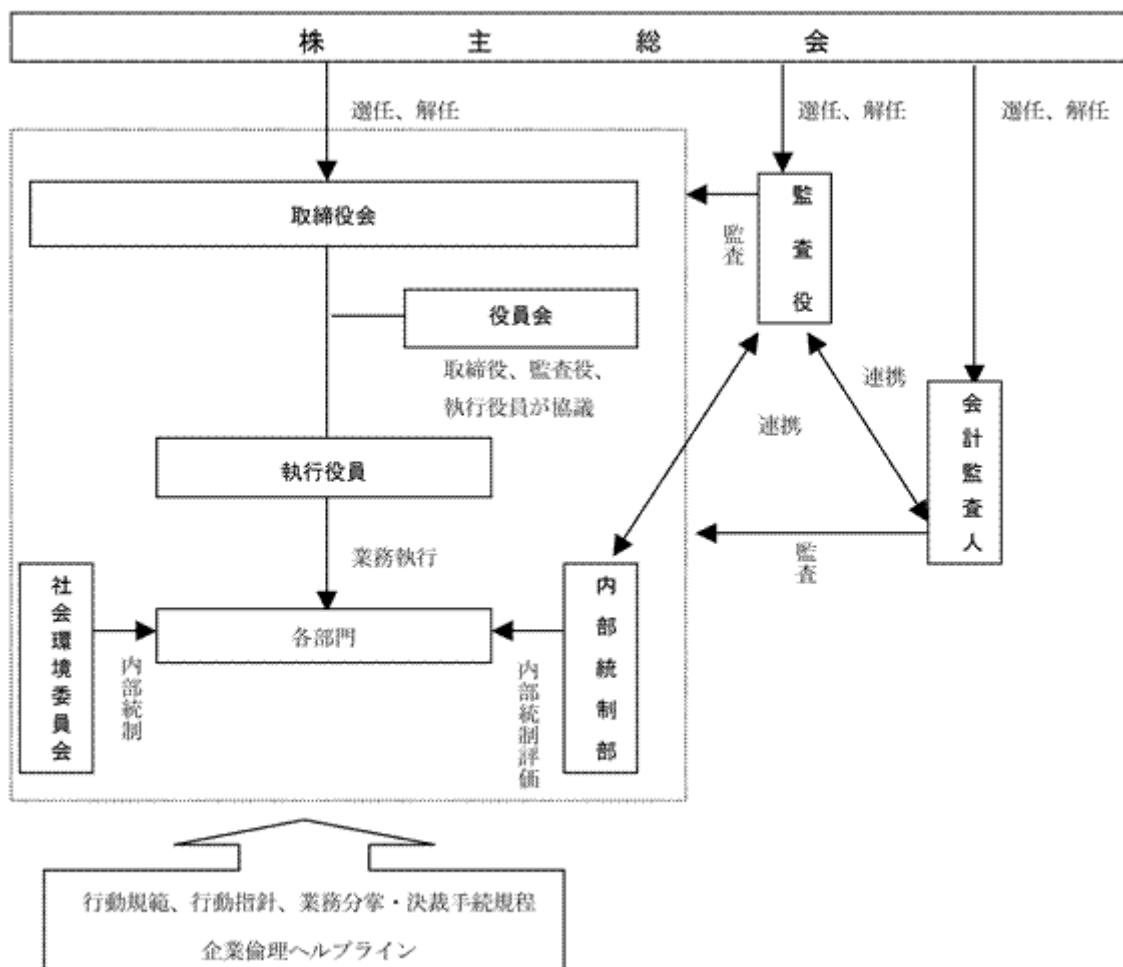 株主総会
選任、解任
選任、解任
選任、解任
取締役会
監査役
監査
役員会
取締役、監査役、
執行役員が協議
連携
連携
会計監査人
執行役員
監査
業務執行
社会環境委員会
内部統制部
各部門
内部統制
内部統制評価
行動規範、行動指針、業務分掌・決裁手続規程
企業倫理ヘルプライン